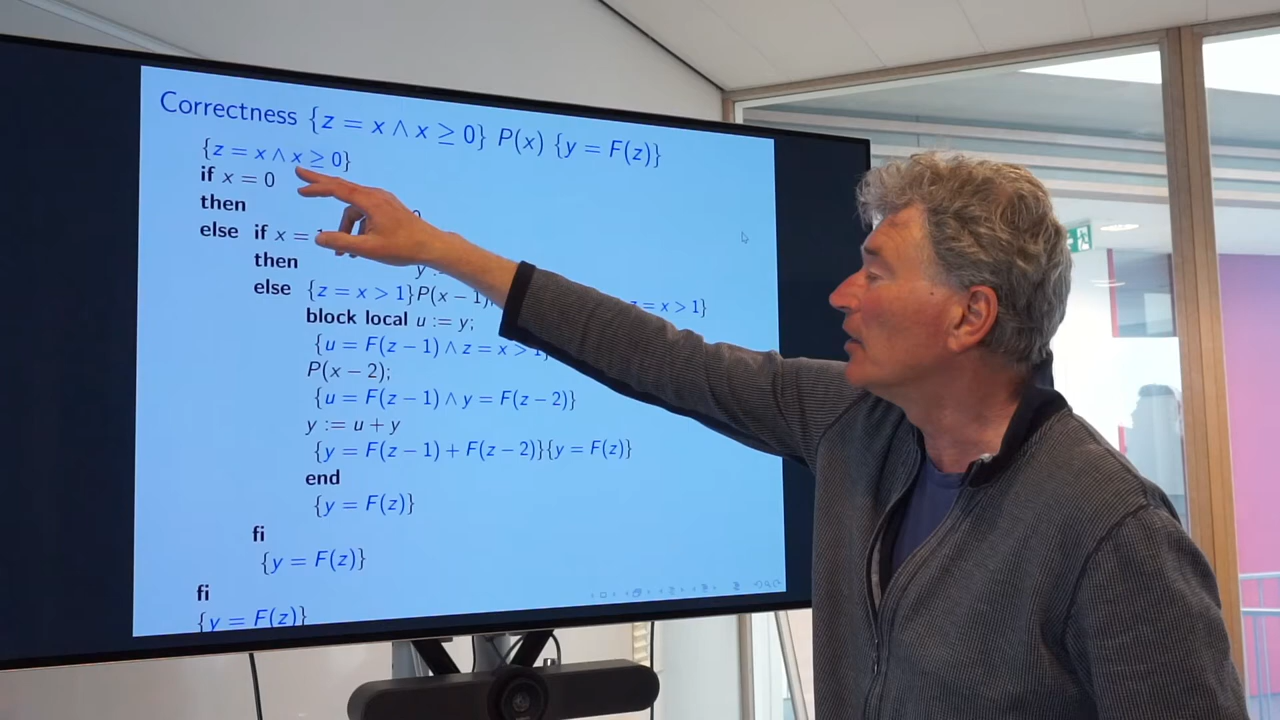 Correctness {z = x ∧ x ≥ 0} P(x) {y = F(z)}
{z = x ∧ x ≥ 0}
if x = 0
then
else if x =
then y :
else {z = x > 1}P(x − 1); = x > 1}
block local u := y;
{u = F(z − 1) ∧ z = x > 1}
P(x − 2);
{u = F(z − 1) ∧ y = F(z − 2)}
y := u + y
{y = F(z − 1) + F(z − 2)}{y = F(z)}
end
{y = F(z)}
fi
{y = F(z)}
fi
{y = F(z)}